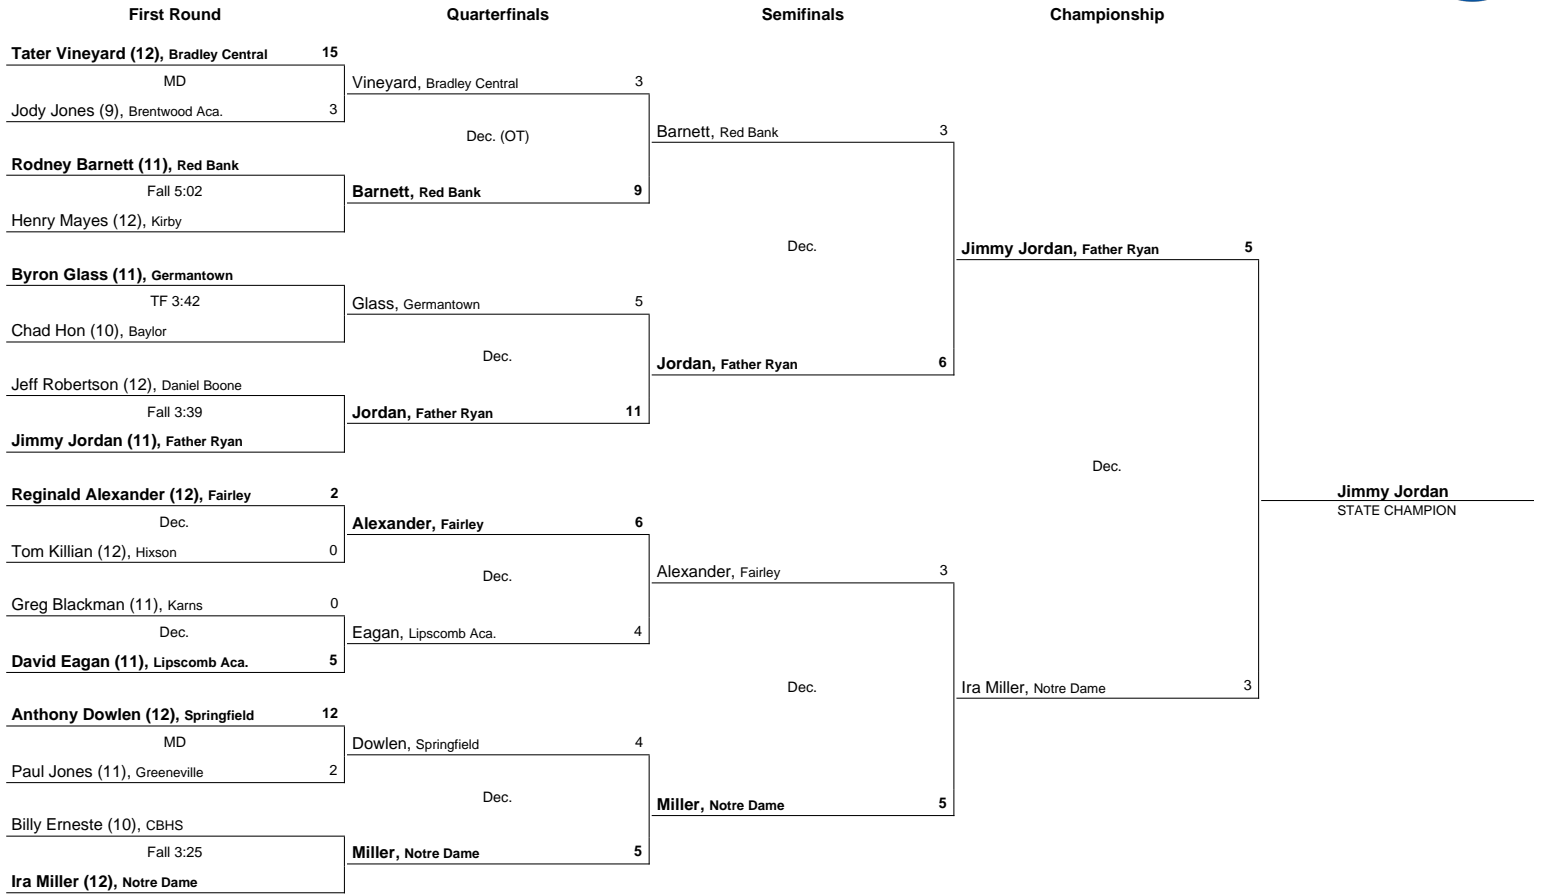 First Round Quarterfinals Semifinals Championship
Tater Vineyard (12), Bradley Central 15
MD
Jody Jones (9), Brentwood Aca. 3
Rodney Barnett (11), Red Bank
Fall 5:02
Henry Mayes (12), Kirby
Byron Glass (11), Germantown
TF 3:42
Chad Hon (10), Baylor
Jeff Robertson (12), Daniel Boone
Fall 3:39
Jimmy Jordan (11), Father Ryan
Reginald Alexander (12), Fairley 2
Dec.
Tom Killian (12), Hixson 0
Greg Blackman (11), Karns 0
Dec.
David Eagan (11), Lipscomb Aca. 5
Anthony Dowlen (12), Springfield 12
MD
Paul Jones (11), Greeneville 2
Billy Erneste (10), CBHS
Fall 3:25
Ira Miller (12), Notre Dame
Vineyard, Bradley Central 3
Dec. (OT)
Barnett, Red Bank 9
Glass, Germantown 5
Dec.
Jordan, Father Ryan 11
Alexander, Fairley 6
Dec.
Eagan, Lipscomb Aca. 4
Dowlen, Springfield 4
Dec.
Miller, Notre Dame 5
Barnett, Red Bank 3
Dec.
Jordan, Father Ryan 6
Alexander, Fairley 3
Dec.
Miller, Notre Dame 5
Jimmy Jordan, Father Ryan 5
Dec.
Ira Miller, Notre Dame 3
Jimmy Jordan
STATE CHAMPION